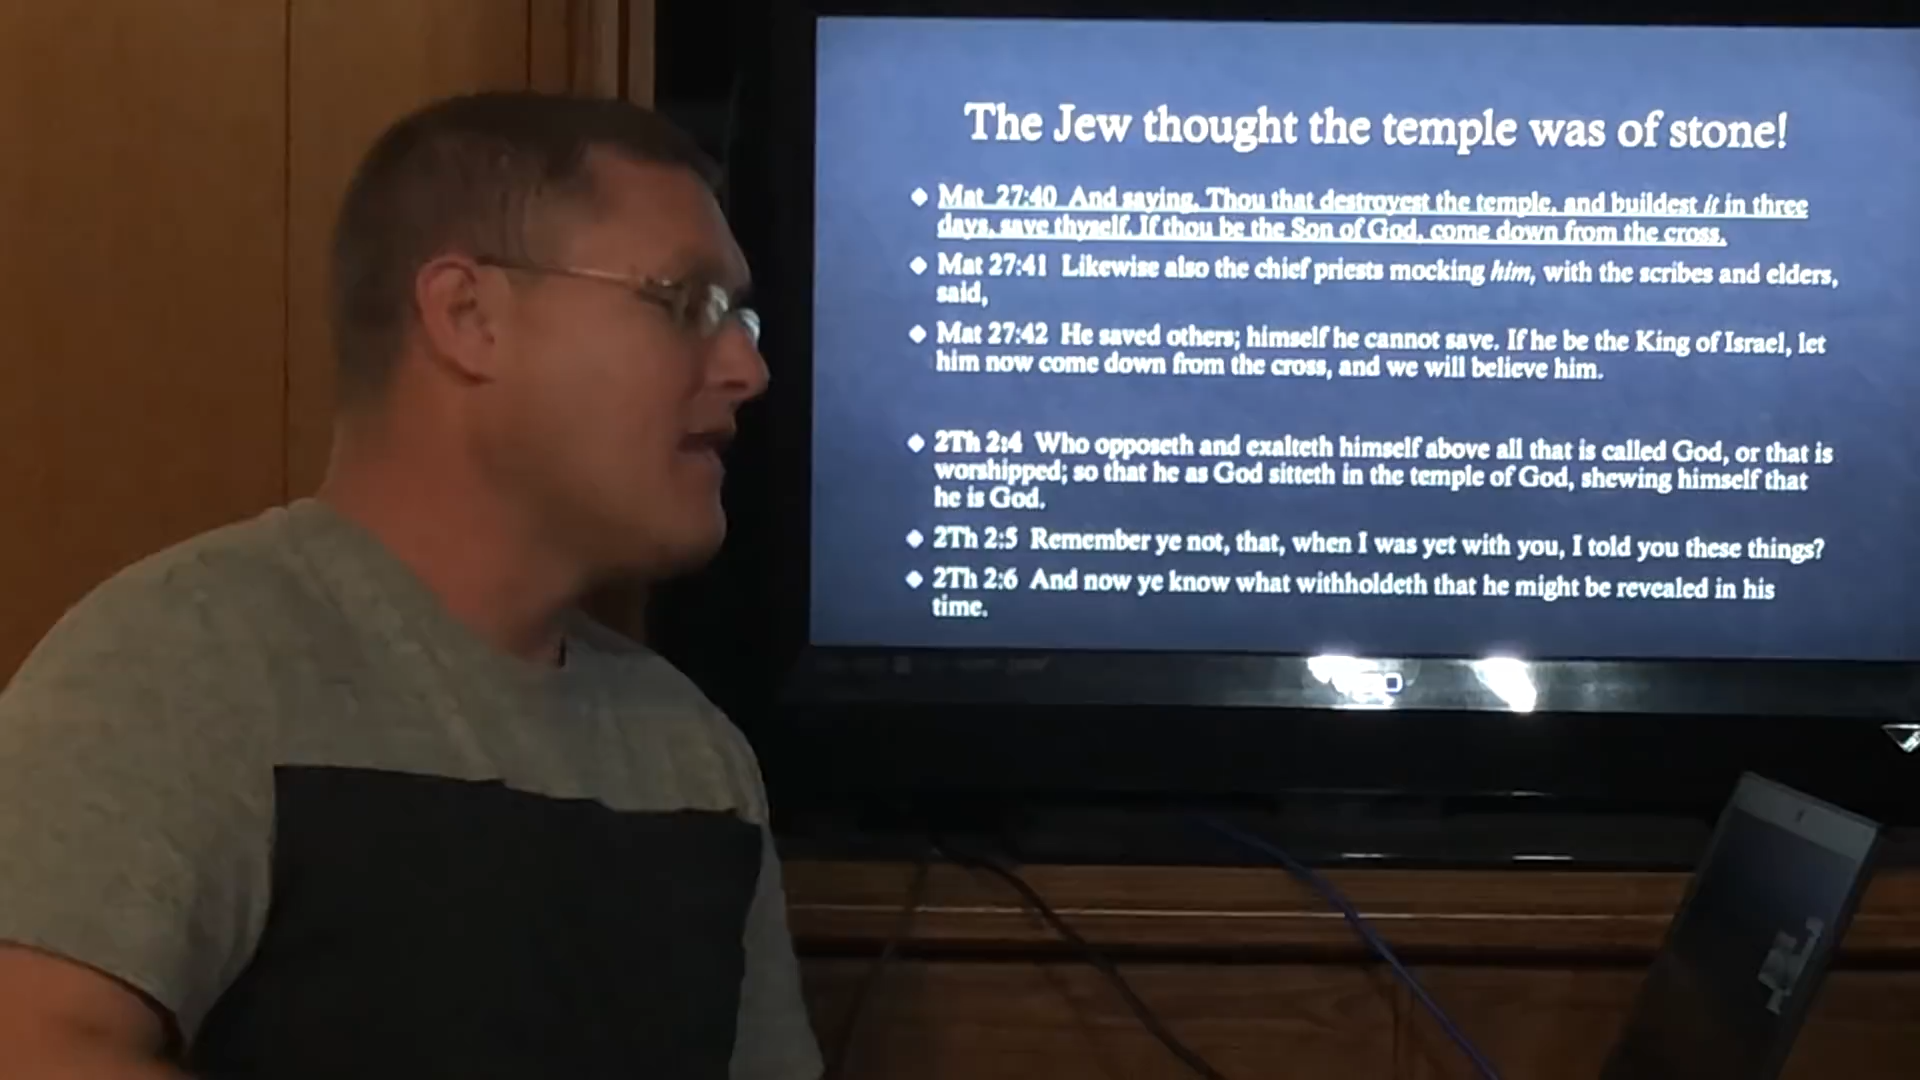 The Jew thought the temple was of stone!
Mat 27:40 And saying, Thou that destroyest the temple, and buildest it in three
days, save thyself. If thou be the Son of God, come down from the cross.
Mat 27:41 Likewise also the chief priests mocking him, with the scribes and elders,
said,
Mat 27:42 He saved others; himself he cannot save. If he be the King of Israel, let
him now come down from the cross, and we will believe him.
2Th 2:4 Who opposeth and exalteth himself above all that is called God, or that is
worshipped; so that he as God sitteth in the temple of God, shewing himself that
he is God.
2Th 2:5 Remember ye not, that, when I was yet with you, I told you these things?
2Th 2:6 And now ye know what withholdeth that he might be revealed in his
time.